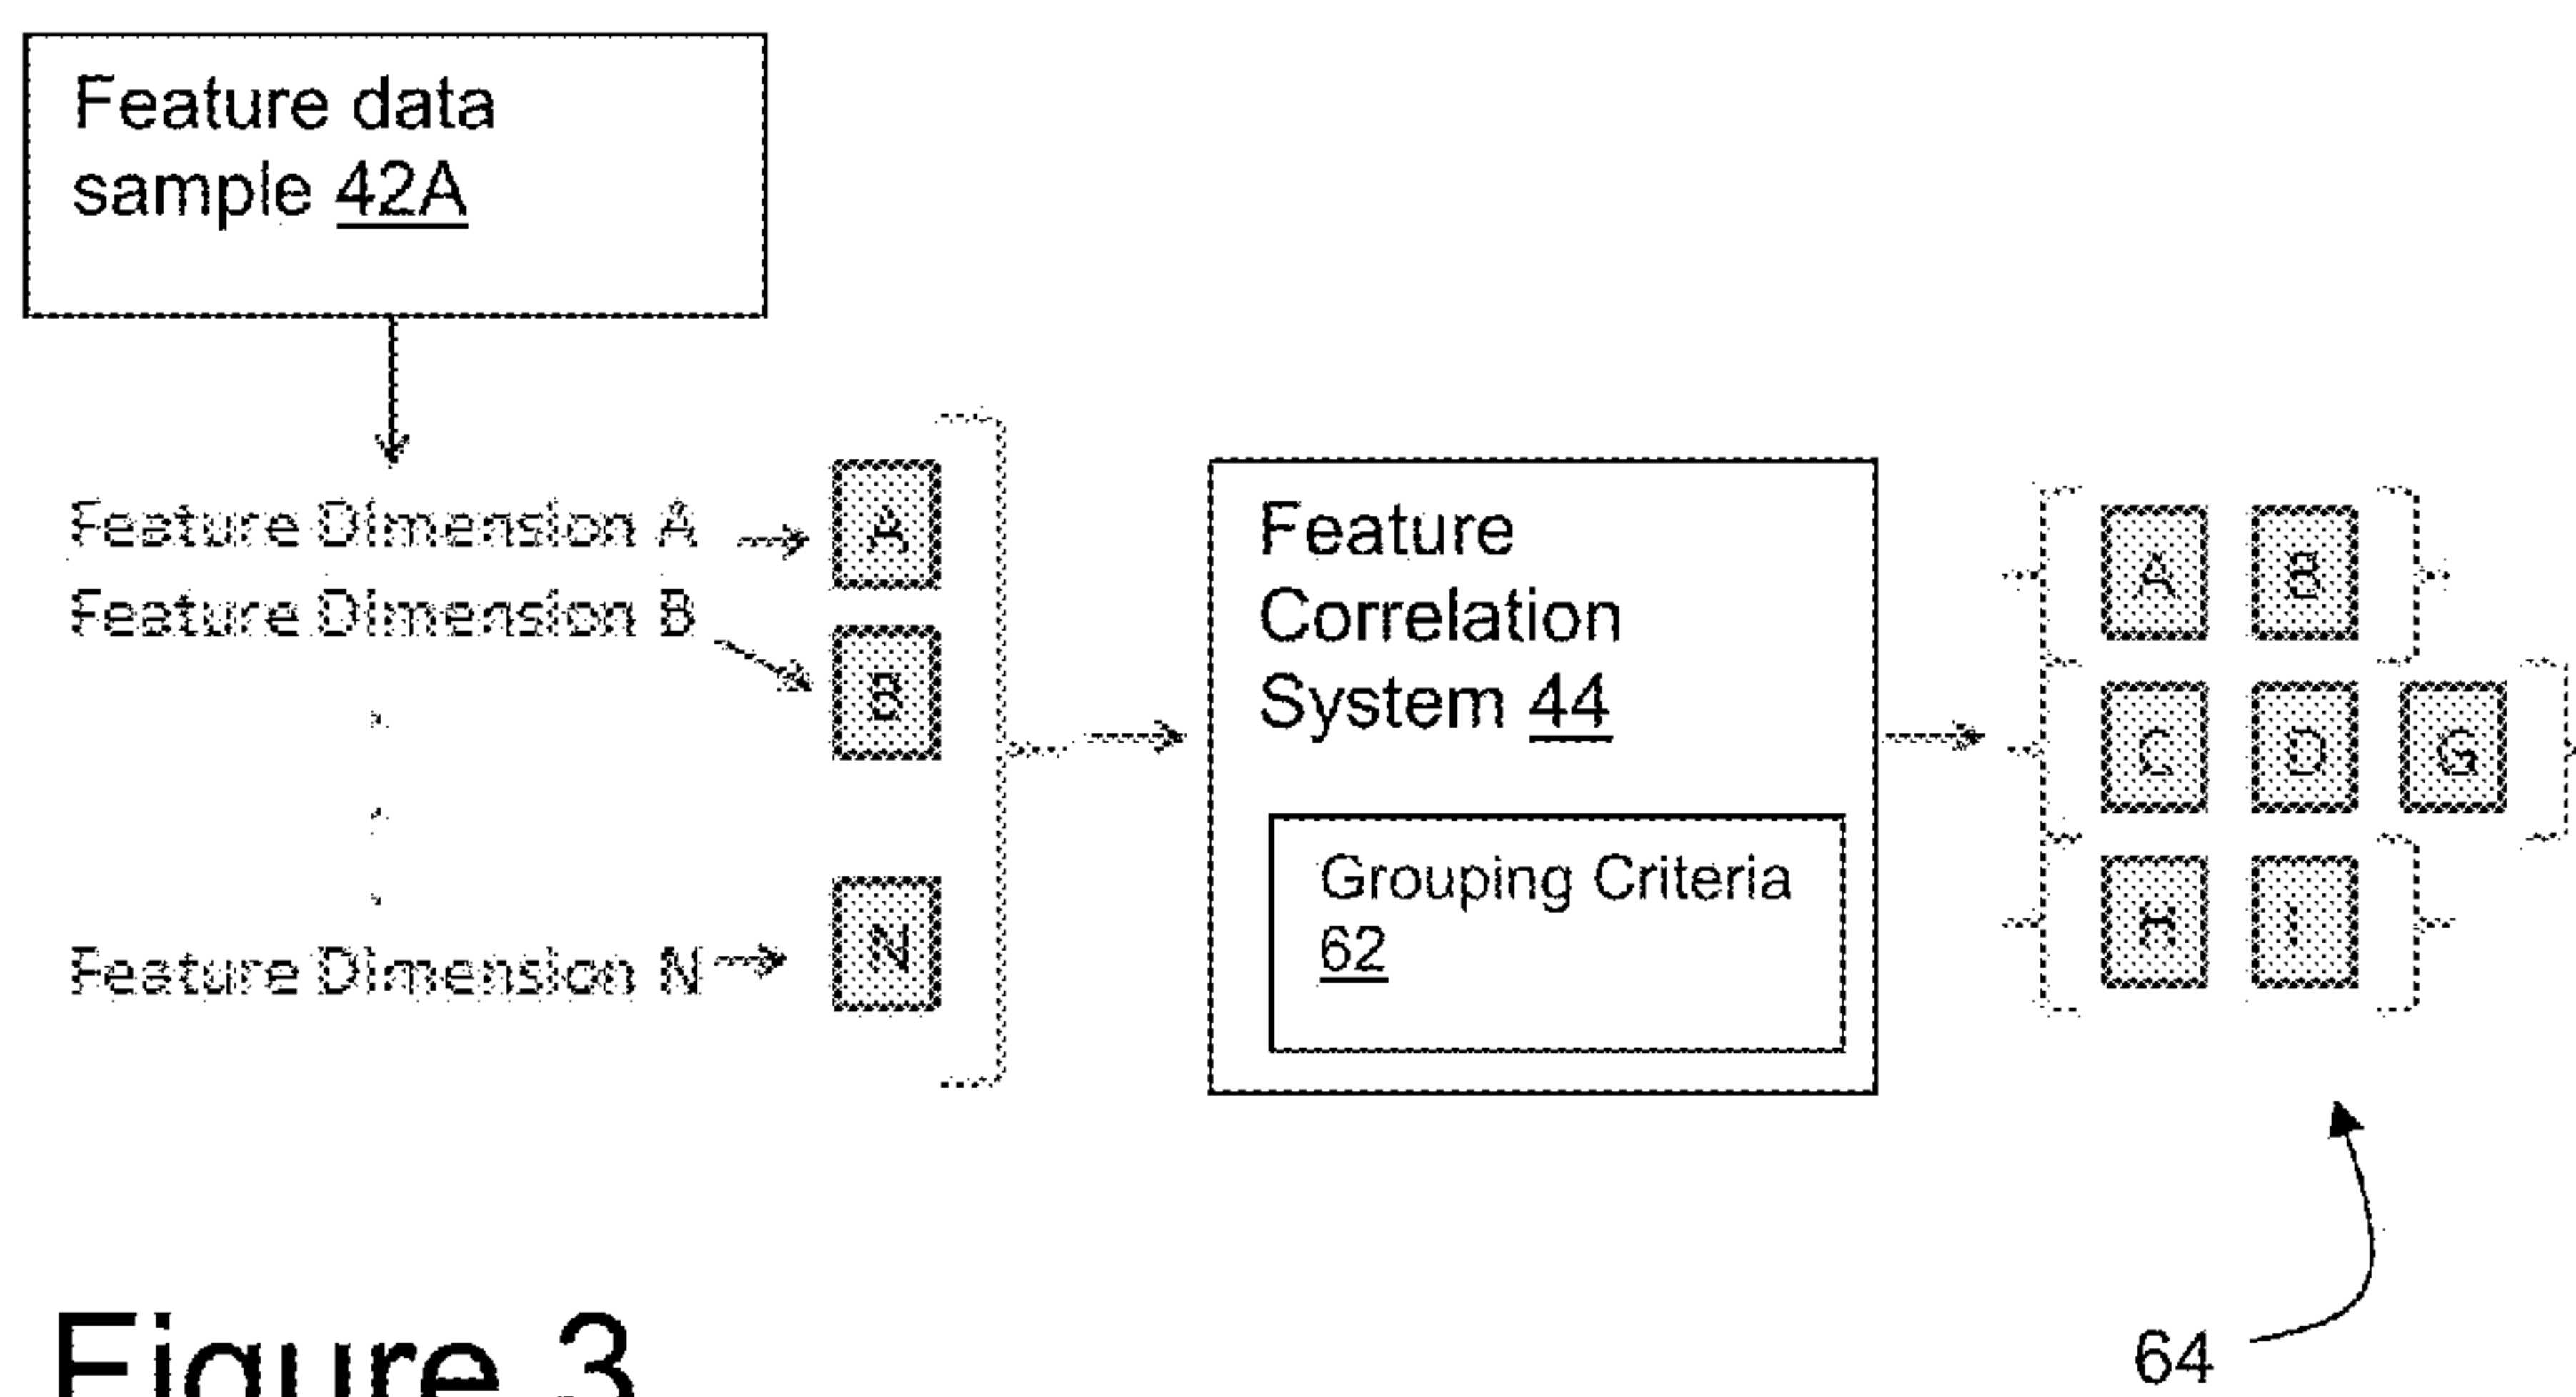 Feature data
sample 42A
Feature Dimension A
A
Feature Dimension B
B
Feature Dimension N
N
Feature
Correlation
System 44
Grouping Criteria
62
A B
C D G
H I
64
Figure 3